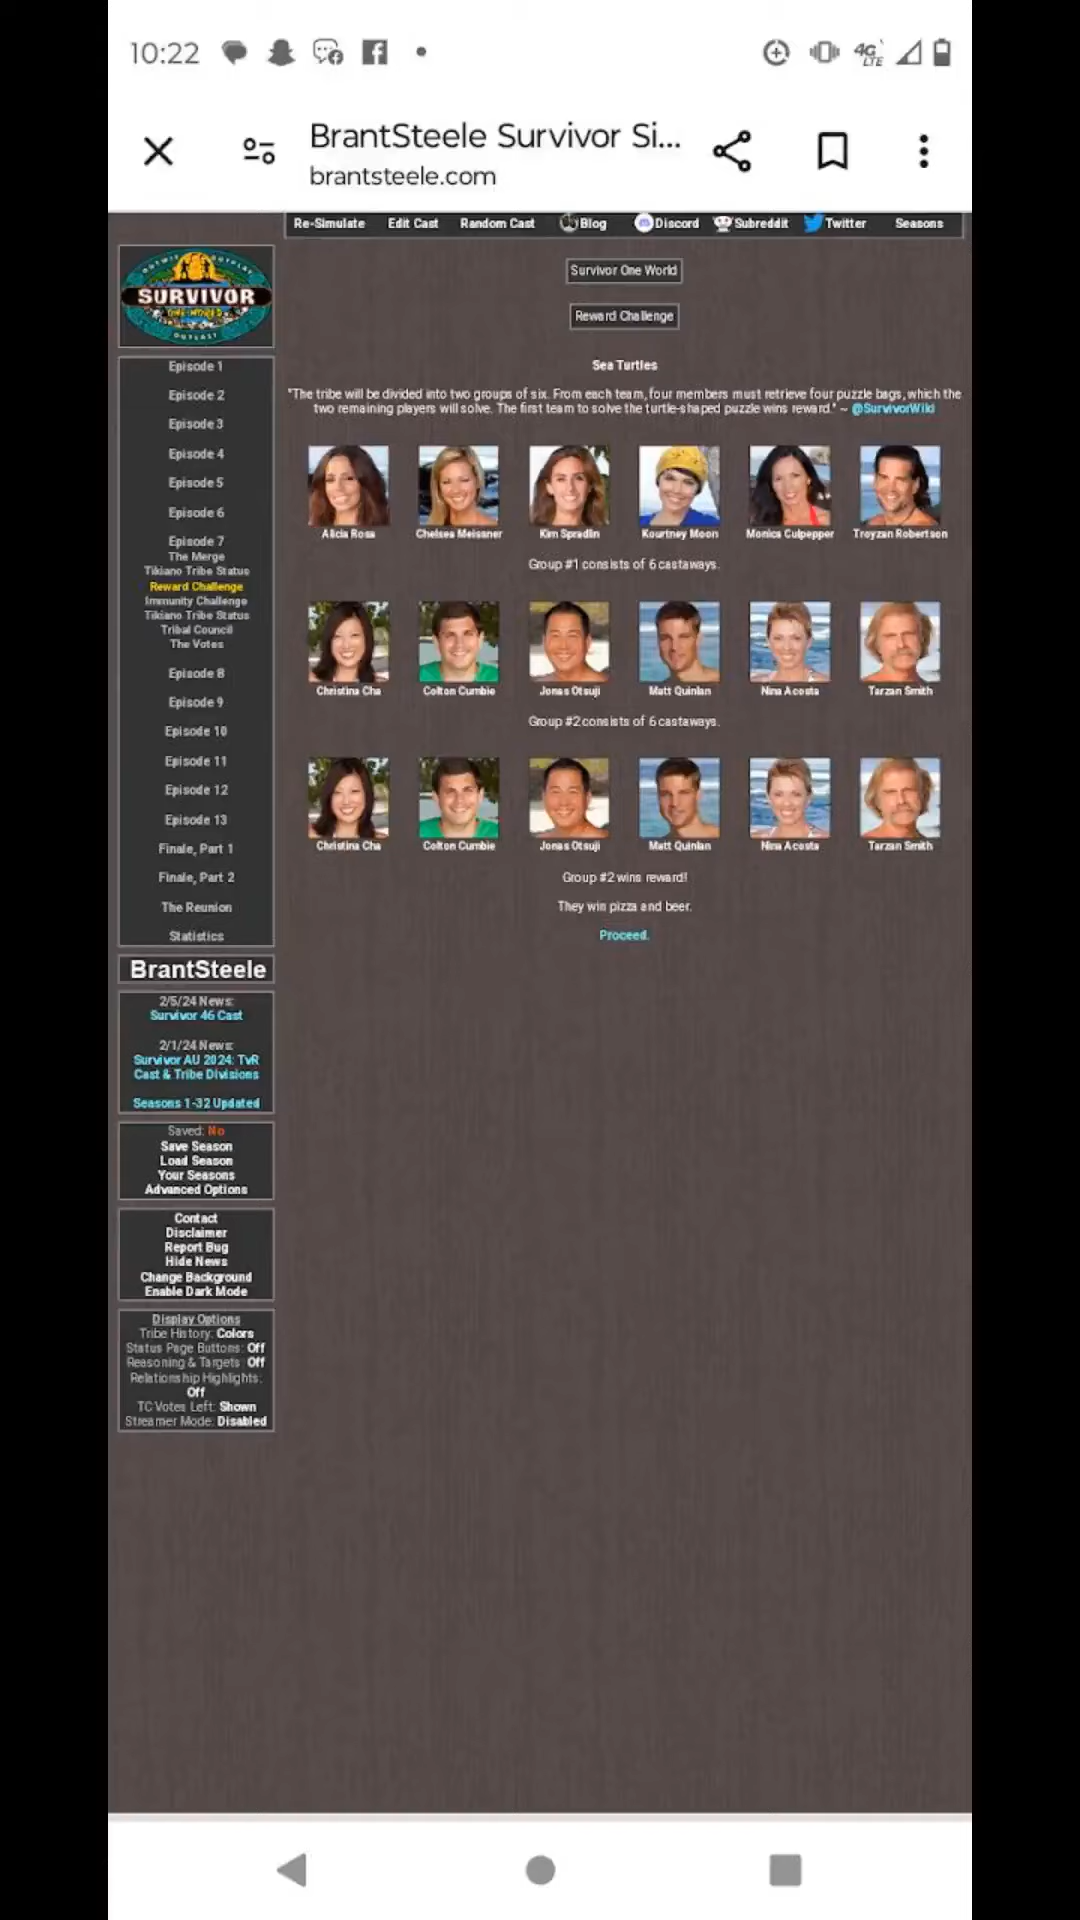 10:22
4G
LTE
BrantSteele Survivor Si...
brantsteele.com
Re-Simulate Edit Cast Random Cast Blog Discord Subreddit Twitter Seasons
OUTWIT OUTPLAY
SURVIVOR
ONE WORLD
OUTLAST
Survivor One World
Reward Challenge
Sea Turtles
"The tribe will be divided into two groups of six. From each team, four members must retrieve four puzzle bags, which the
two remaining players will solve. The first team to solve the turtle-shaped puzzle wins reward." ~ @SurvivorWiki
Alicia Rosa Chelsea Meissner Kim Spradlin Kourtney Moon Monica Culpepper Troyzan Robertson
Group #1 consists of 6 castaways.
Christina Cha Colton Cumbie Jonas Otsuji Matt Quinlan Nina Acosta Tarzan Smith
Group #2 consists of 6 castaways.
Christina Cha Colton Cumbie Jonas Otsuji Matt Quinlan Nina Acosta Tarzan Smith
Group #2 wins reward!
They win pizza and beer.
Proceed.
Episode 1
Episode 2
Episode 3
Episode 4
Episode 5
Episode 6
Episode 7
The Merge
Tikiano Tribe Status
Reward Challenge
Immunity Challenge
Tikiano Tribe Status
Tribal Council
The Votes
Episode 8
Episode 9
Episode 10
Episode 11
Episode 12
Episode 13
Finale, Part 1
Finale, Part 2
The Reunion
Statistics
BrantSteele
2/5/24 News:
Survivor 46 Cast
2/1/24 News:
Survivor AU 2024: TvR
Cast & Tribe Divisions
Seasons 1-32 Updated
Saved: No
Save Season
Load Season
Your Seasons
Advanced Options
Contact
Disclaimer
Report Bug
Hide News
Change Background
Enable Dark Mode
Display Options
Tribe History: Colors
Status Page Buttons: Off
Reasoning & Targets: Off
Relationship Highlights:
Off
TC Votes Left: Shown
Streamer Mode: Disabled